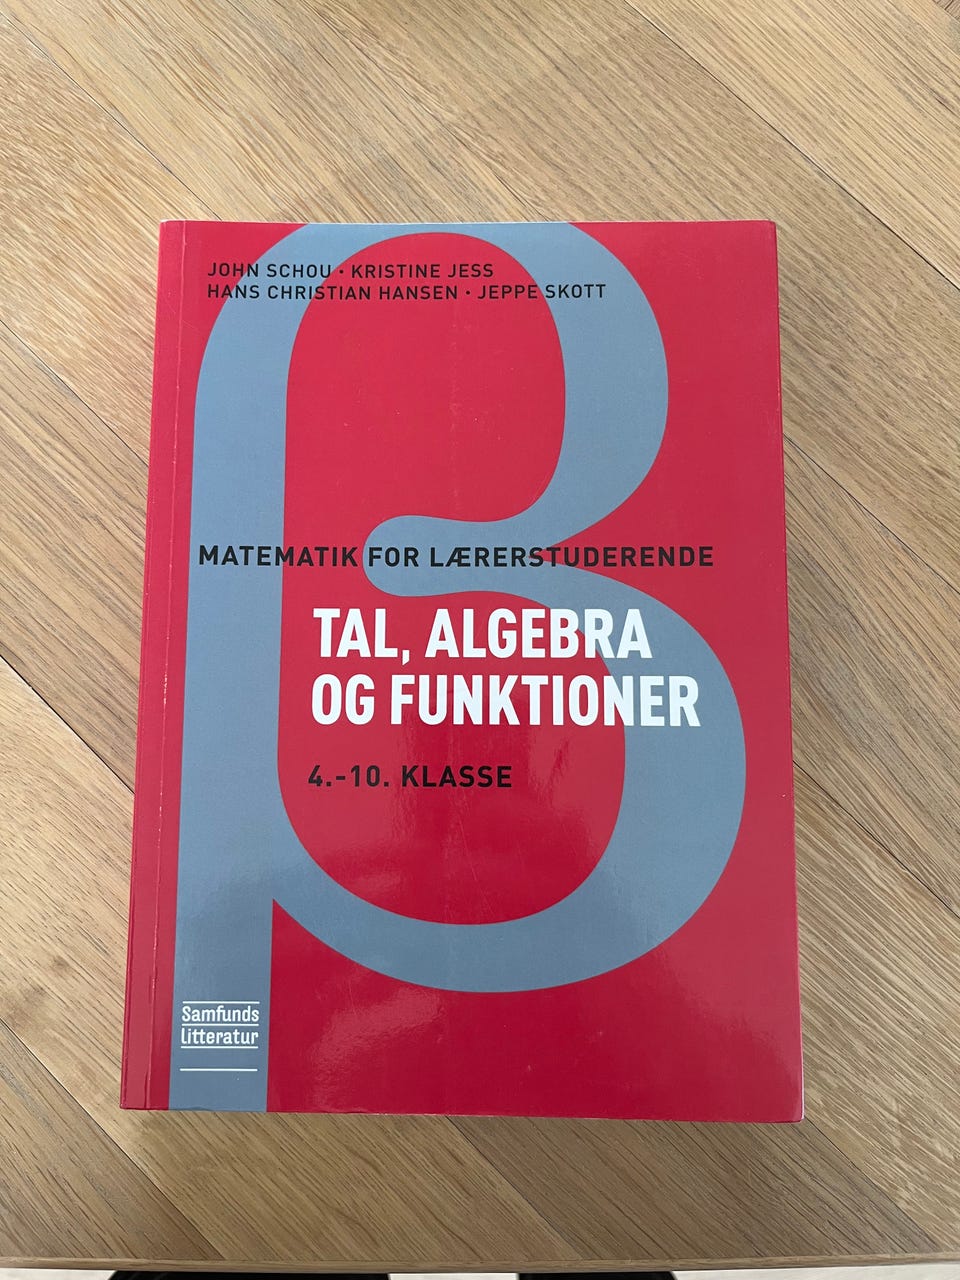 JOHN SCHOU · KRISTINE JESS
HANS CHRISTIAN HANSEN · JEPPE SKOTT
β
MATEMATIK FOR LÆRERSTUDERENDE
TAL, ALGEBRA
OG FUNKTIONER
4.-10. KLASSE
Samfunds
litteratur